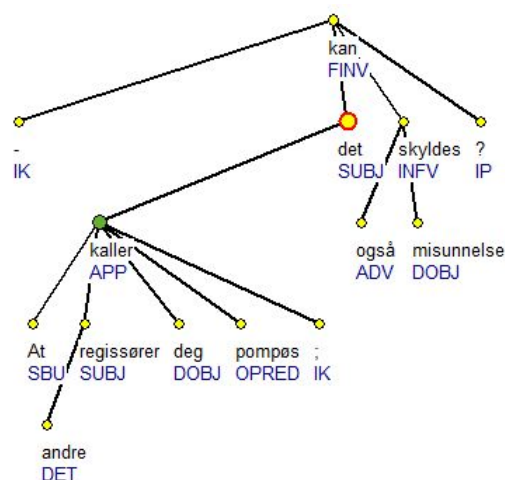 kan
FINV
- det skyldes ?
IK SUBJ INFV IP
kaller også misunnelse
APP ADV DOBJ
At regissører deg pompøs ;
SBU SUBJ DOBJ OPRED IK
andre
DET